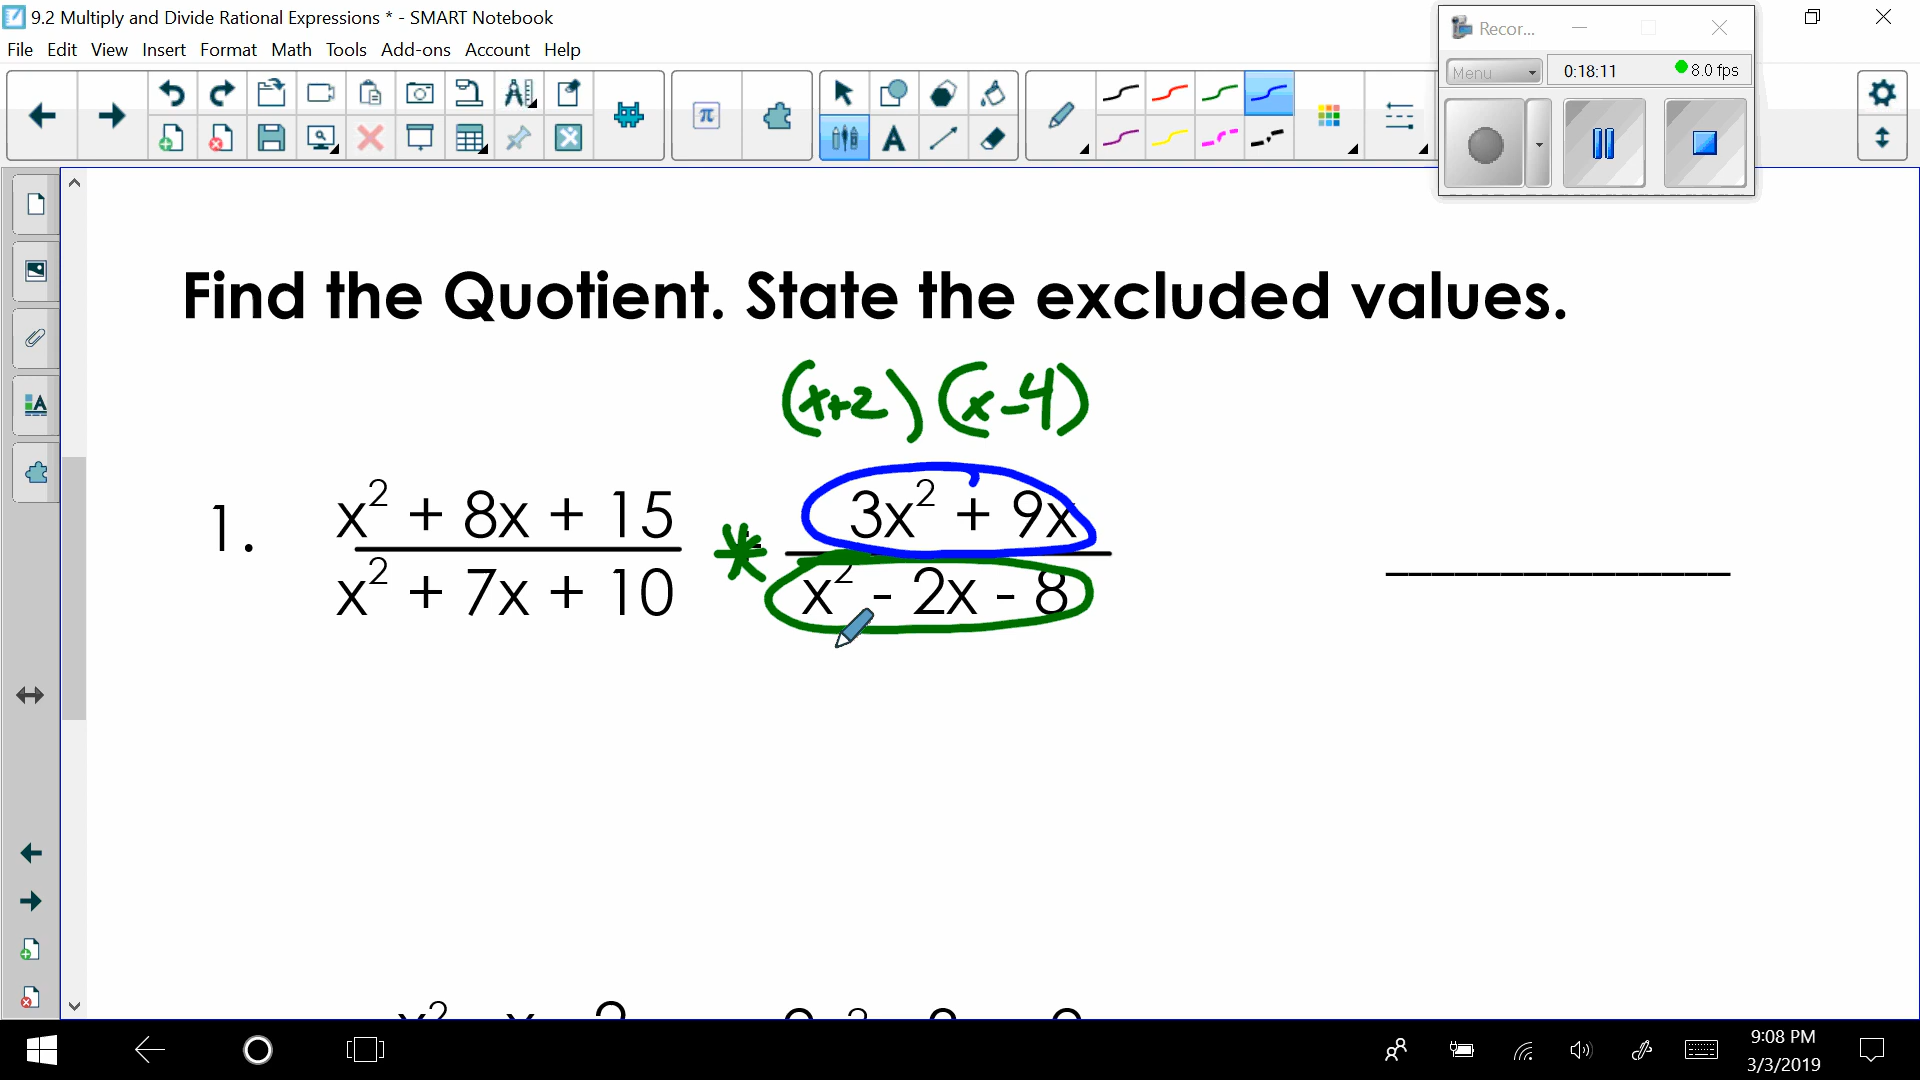 9.2 Multiply and Divide Rational Expressions * - SMART Notebook
File Edit View Insert Format Math Tools Add-ons Account Help
Recor...
Menu 0:18:11 8.0 fps
π
A
A
Find the Quotient. State the excluded values.
(x+2) (x-4)
1. x² + 8x + 15 * 3x² + 9x
x² + 7x + 10 x² - 2x - 8
9:08 PM
3/3/2019